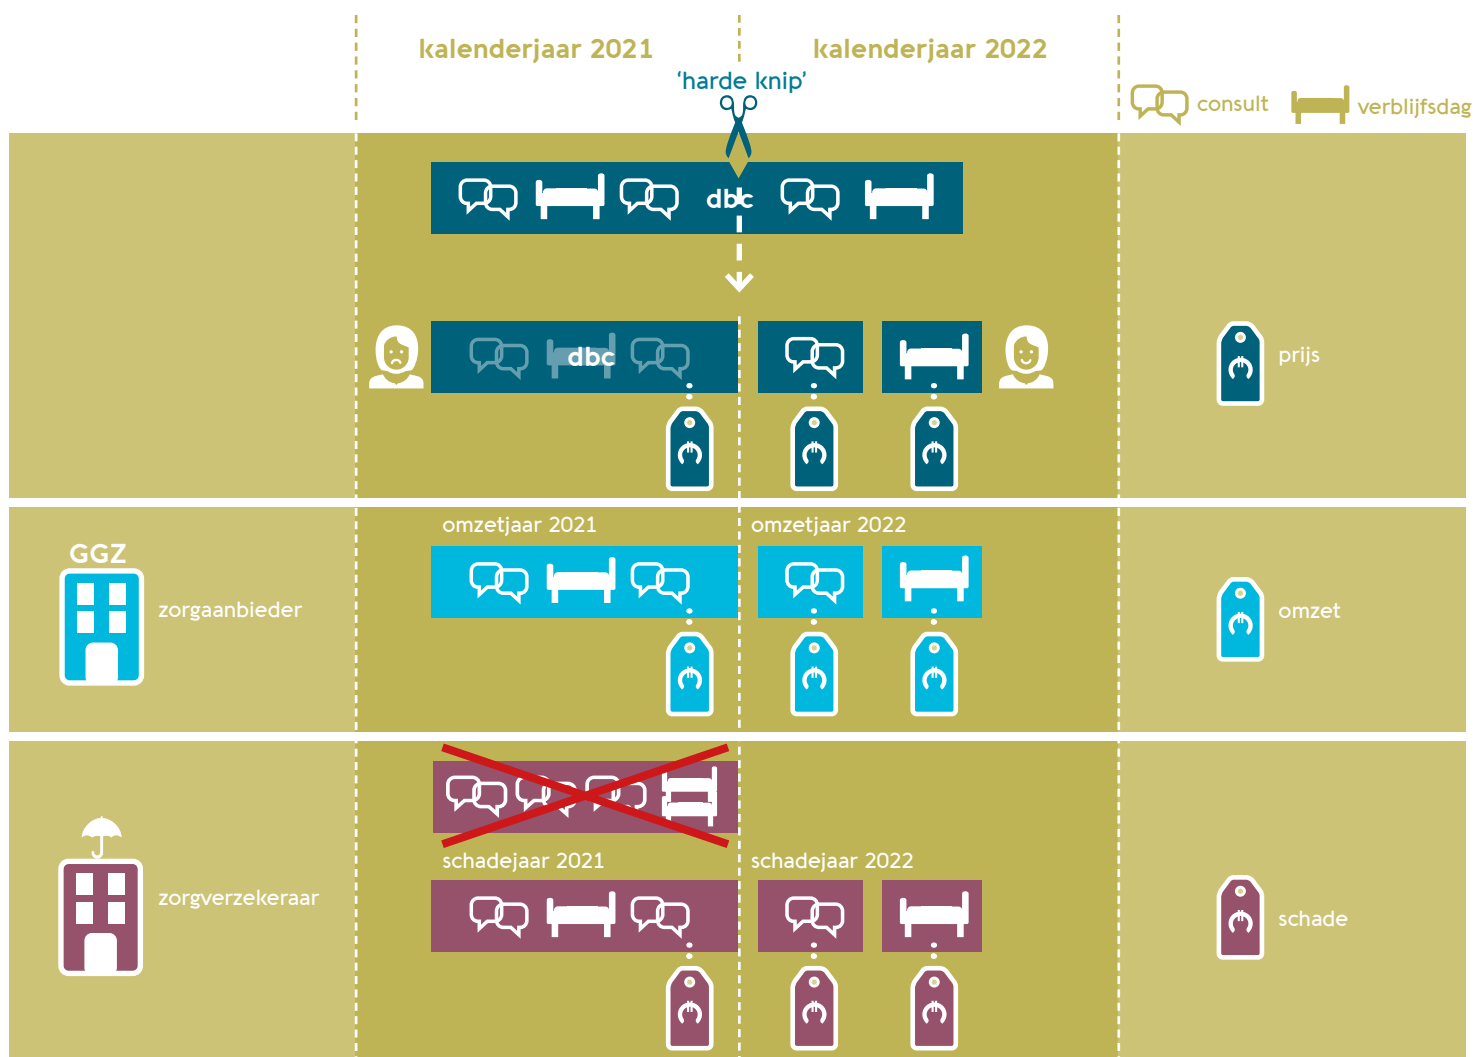 kalenderjaar 2021
kalenderjaar 2022
‘harde knip’
consult
verblijfsdag
dbc
dbc
prijs
omzetjaar 2021
omzetjaar 2022
GGZ
zorgaanbieder
omzet
schadejaar 2021
schadejaar 2022
zorgverzekeraar
schade